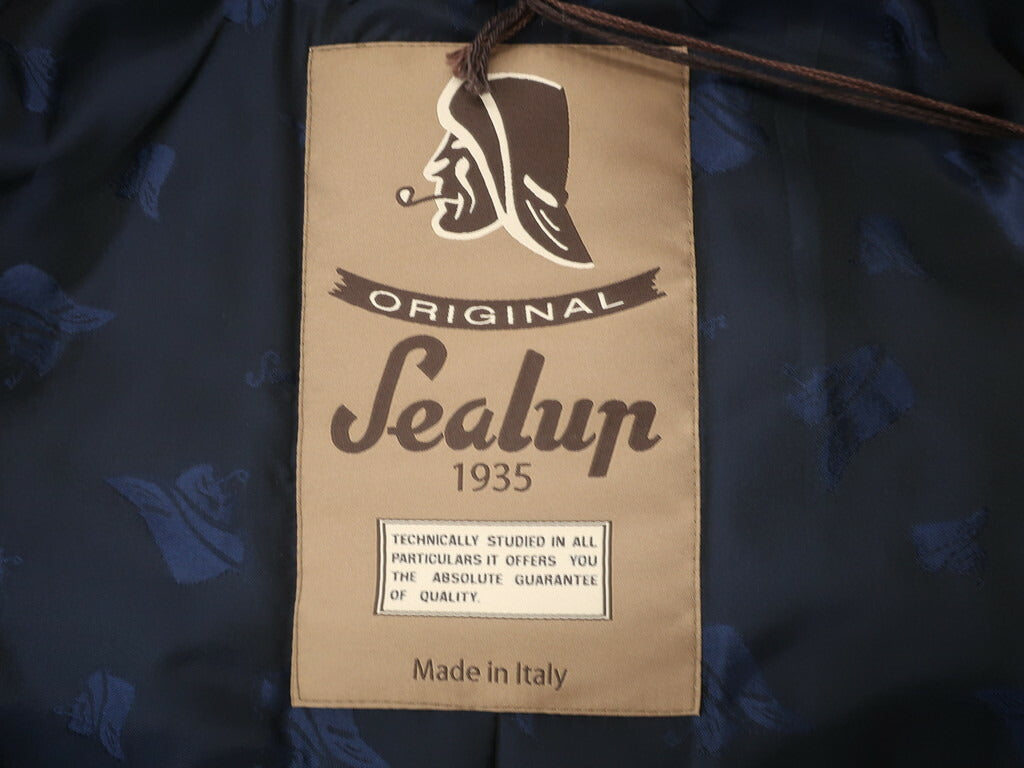 ORIGINAL
Sealup
1935
TECHNICALLY STUDIED IN ALL
PARTICULARS IT OFFERS YOU
THE ABSOLUTE GUARANTEE
OF QUALITY.
Made in Italy